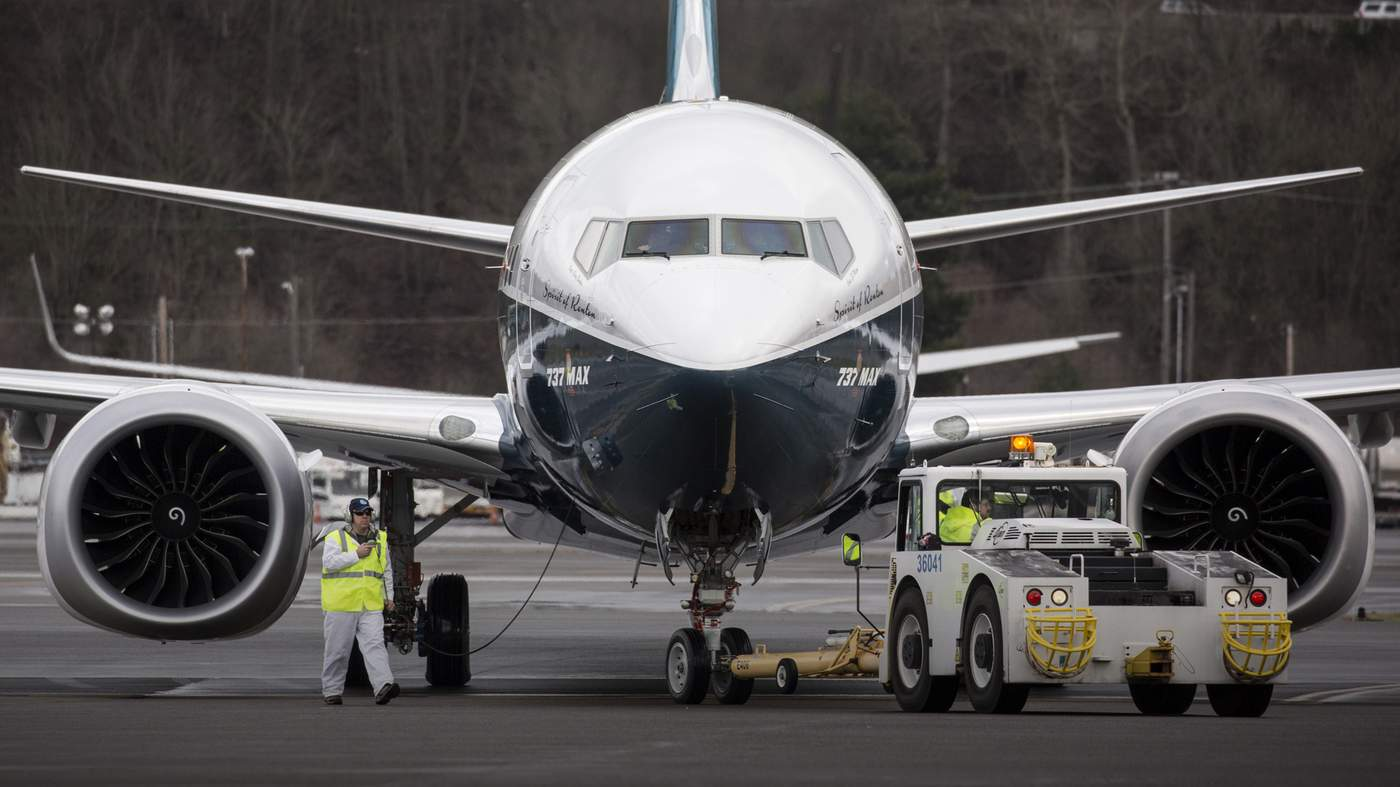 Spirit of Renton
Spirit of Renton
737 MAX
737 MAX
36041